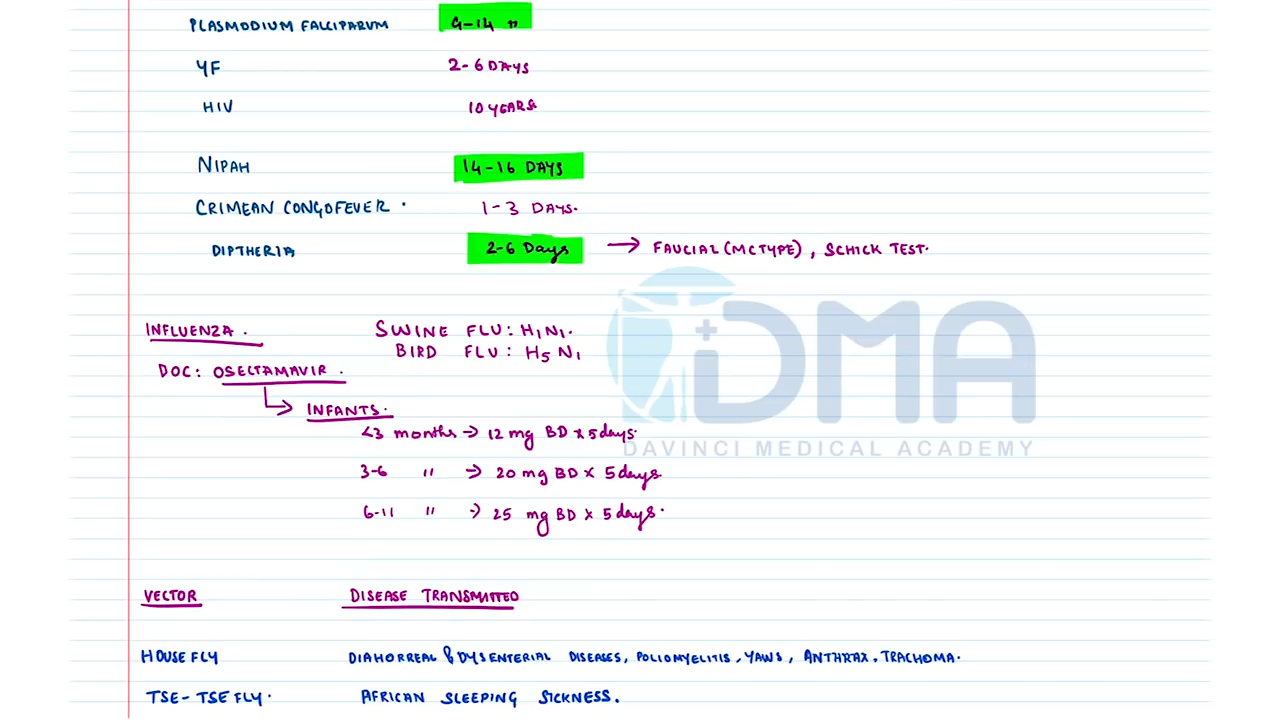 PLASMODIUM FALCIPARUM 9-14 "
YF 2-6 DAYS
HIV 10 YEARS
NIPAH 14-16 DAYS
CRIMEAN CONGOFEVER . 1-3 DAYS.
DIPTHERIA 2-6 Days → FAUCIAL (MC TYPE), SCHICK TEST.
INFLUENZA . SWINE FLU: H1N1.
BIRD FLU: H5N1
DOC: OSELTAMAVIR .
INFANTS.
<3 months → 12 mg BD x 5 days.
3-6 " → 20 mg BD x 5 days
6-11 " → 25 mg BD x 5 days.
DMA
DAVINCI MEDICAL ACADEMY
VECTOR DISEASE TRANSMITTED
HOUSE FLY DIAHORREAL & DYSENTERIAL DISEASES, POLIOMYELITIS, YAWS, ANTHRAX, TRACHOMA.
TSE-TSE FLY. AFRICAN SLEEPING SICKNESS.